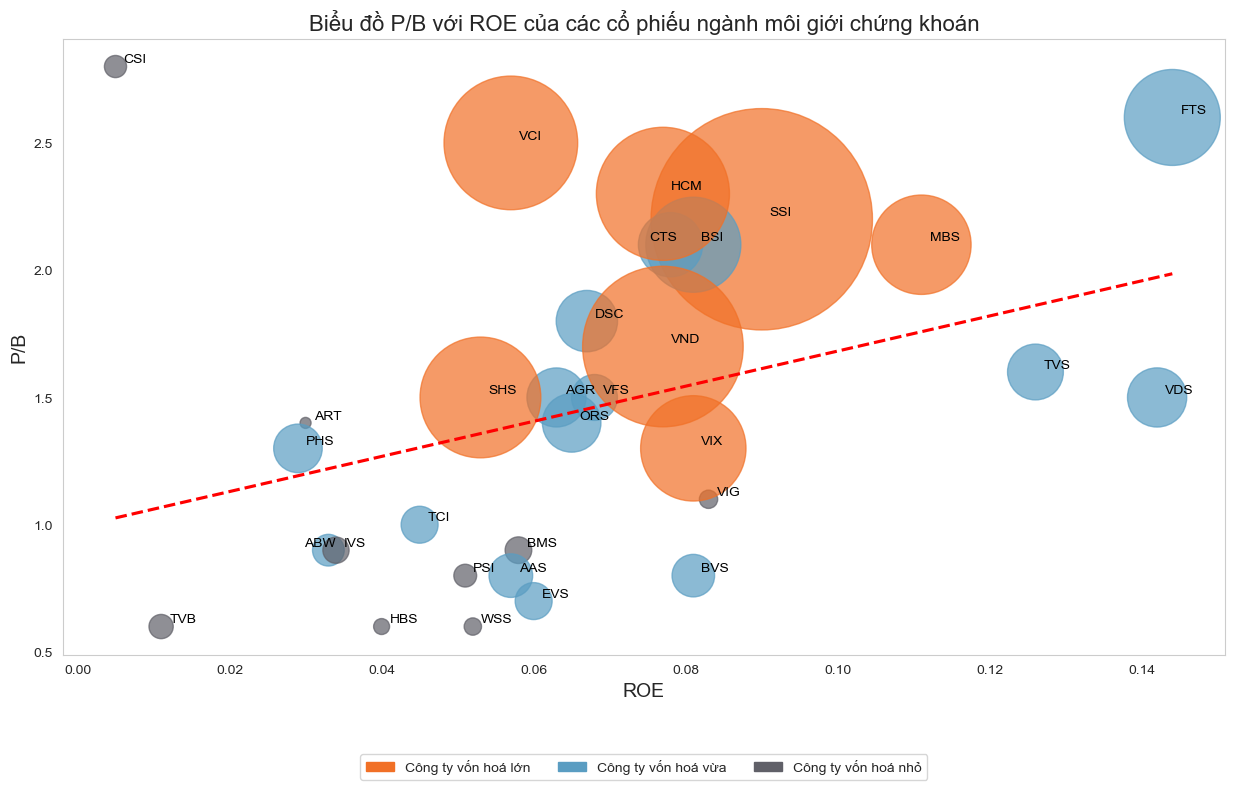 Biểu đồ P/B với ROE của các cổ phiếu ngành môi giới chứng khoán
CSI
FTS
VCI
2.5
HCM
SSI
CTS
BSI
MBS
2.0
DSC
VND
P/B
TVS
SHS
AGR
VFS
VDS
1.5
ART
ORS
PHS
VIX
VIG
TCI
1.0
ABW
IVS
BMS
PSI
AAS
BVS
EVS
TVB
HBS
WSS
0.5
0.00
0.02
0.04
0.06
0.08
0.10
0.12
0.14
ROE
Công ty vốn hoá lớn
Công ty vốn hoá vừa
Công ty vốn hoá nhỏ